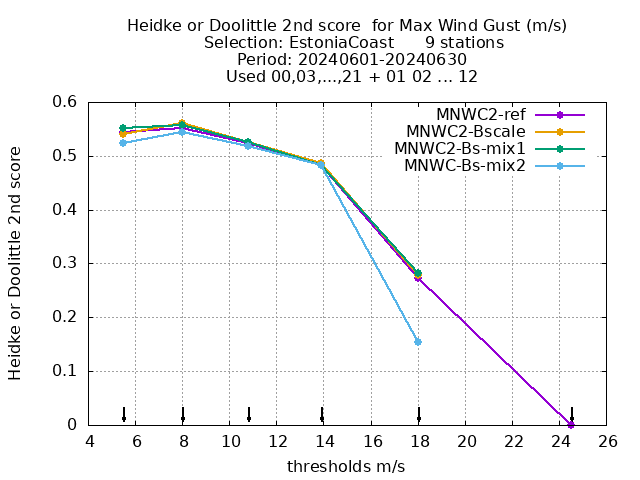 Heidke or Doolittle 2nd score  for Max Wind Gust (m/s)
Selection: EstoniaCoast      9 stations
Period: 20240601-20240630
Used 00,03,...,21 + 01 02 ... 12
MNWC2-ref
MNWC2-Bscale
MNWC2-Bs-mix1
MNWC-Bs-mix2
Heidke or Doolittle 2nd score
0.6
0.5
0.4
0.3
0.2
0.1
0
4 6 8 10 12 14 16 18 20 22 24 26
thresholds m/s